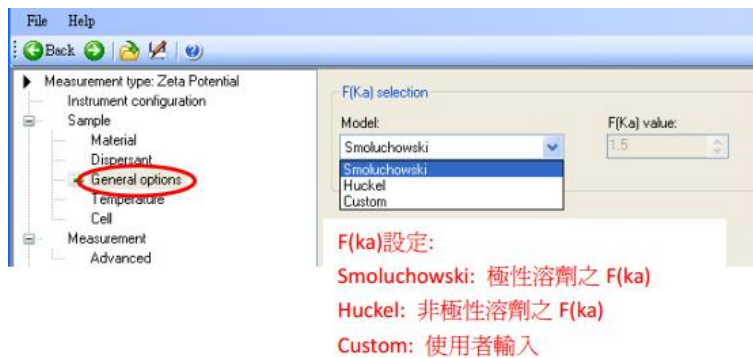 File Help
Back
Measurement type: Zeta Potential
Instrument configuration
Sample
Material
Dispersant
General options
Temperature
Cell
Measurement
Advanced
F(Ka) selection
Model:
F(Ka) value:
Smoluchowski
1.5
Smoluchowski
Huckel
Custom
F(ka)設定:
Smoluchowski: 極性溶劑之 F(ka)
Huckel: 非極性溶劑之 F(ka)
Custom: 使用者輸入